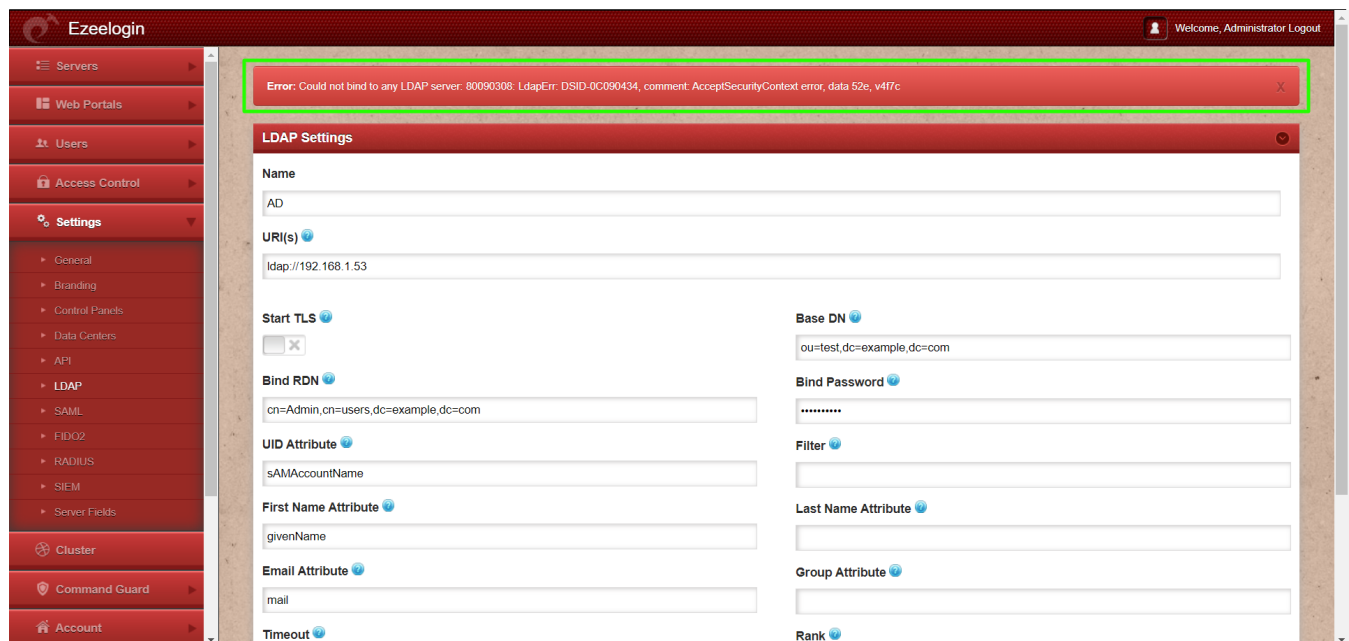 Ezeelogin
Welcome, Administrator Logout
Servers
Web Portals
Users
Access Control
Settings
General
Branding
Control Panels
Data Centers
API
LDAP
SAML
FIDO2
RADIUS
SIEM
Server Fields
Cluster
Command Guard
Account
Error: Could not bind to any LDAP server: 80090308: LdapErr: DSID-0C090434, comment: AcceptSecurityContext error, data 52e, v4f7c
X
LDAP Settings
Name
AD
URI(s)
ldap://192.168.1.53
Start TLS
Base DN
ou=test,dc=example,dc=com
Bind RDN
Bind Password
cn=Admin,cn=users,dc=example,dc=com
••••••••••
UID Attribute
Filter
sAMAccountName
First Name Attribute
Last Name Attribute
givenName
Email Attribute
Group Attribute
mail
Timeout
Rank